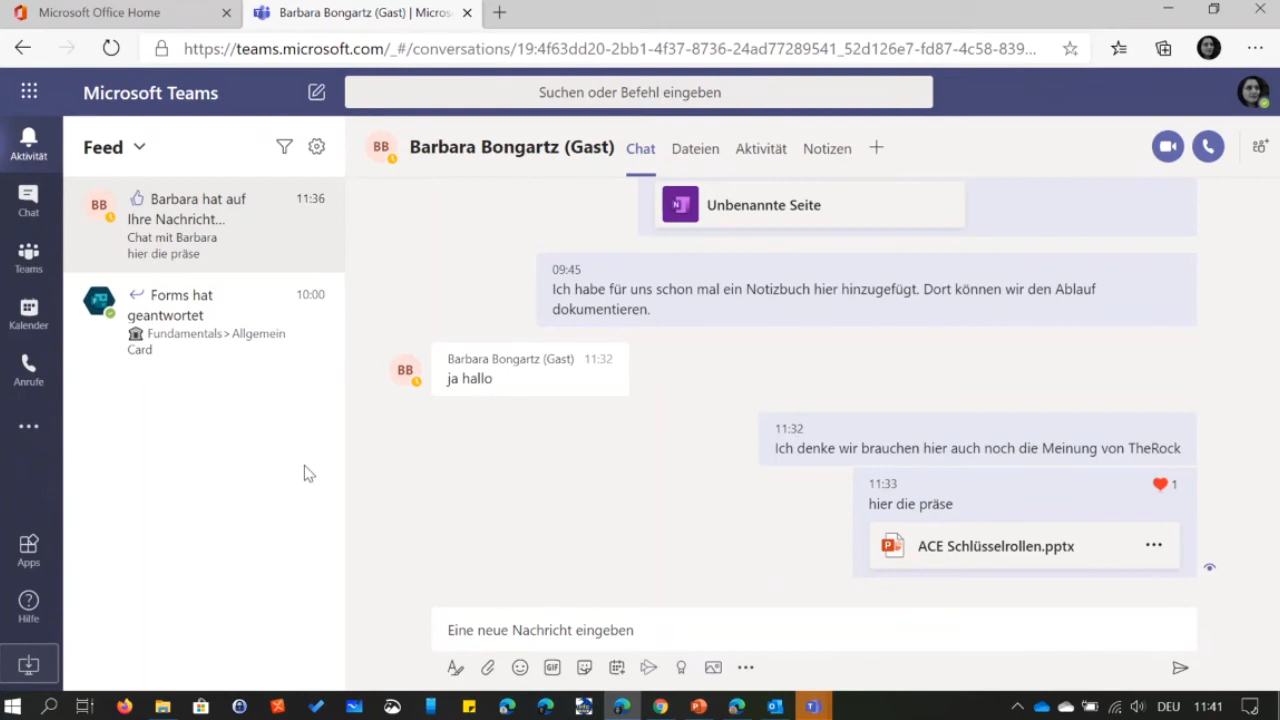 Microsoft Office Home
Barbara Bongartz (Gast) | Micros
https://teams.microsoft.com/_#/conversations/19:4f63dd20-2bb1-4f37-8736-24ad77289541_52d126e7-fd87-4c58-839...
Microsoft Teams
Suchen oder Befehl eingeben
Aktivität
Chat
Teams
Kalender
Anrufe
Apps
Hilfe
Feed
BB
Barbara hat auf
11:36
Ihre Nachricht...
Chat mit Barbara
hier die präse
Forms hat
10:00
geantwortet
Fundamentals > Allgemein
Card
BB
Barbara Bongartz (Gast)
Chat
Dateien
Aktivität
Notizen
Unbenannte Seite
09:45
Ich habe für uns schon mal ein Notizbuch hier hinzugefügt. Dort können wir den Ablauf
dokumentieren.
BB
Barbara Bongartz (Gast) 11:32
ja hallo
11:32
Ich denke wir brauchen hier auch noch die Meinung von TheRock
11:33
1
hier die präse
ACE Schlüsselrollen.pptx
Eine neue Nachricht eingeben
GIF
DEU
11:41